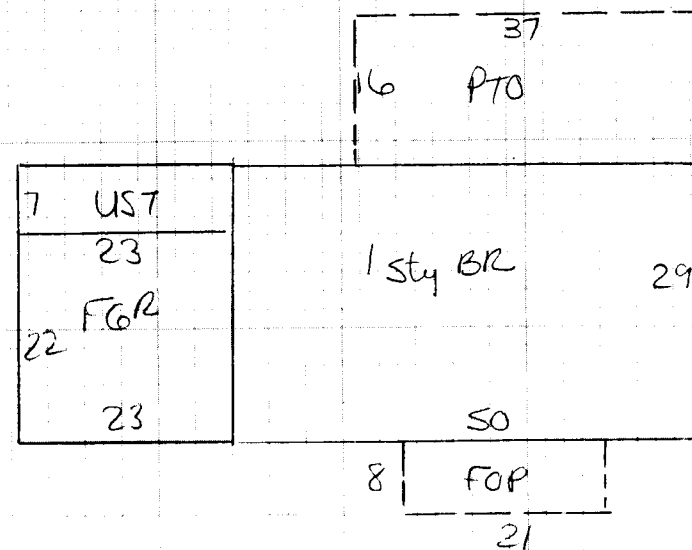 37
16 PTO
7 UST
23
1 Sty BR 29
FGR
22
23 50
8 FOP
21